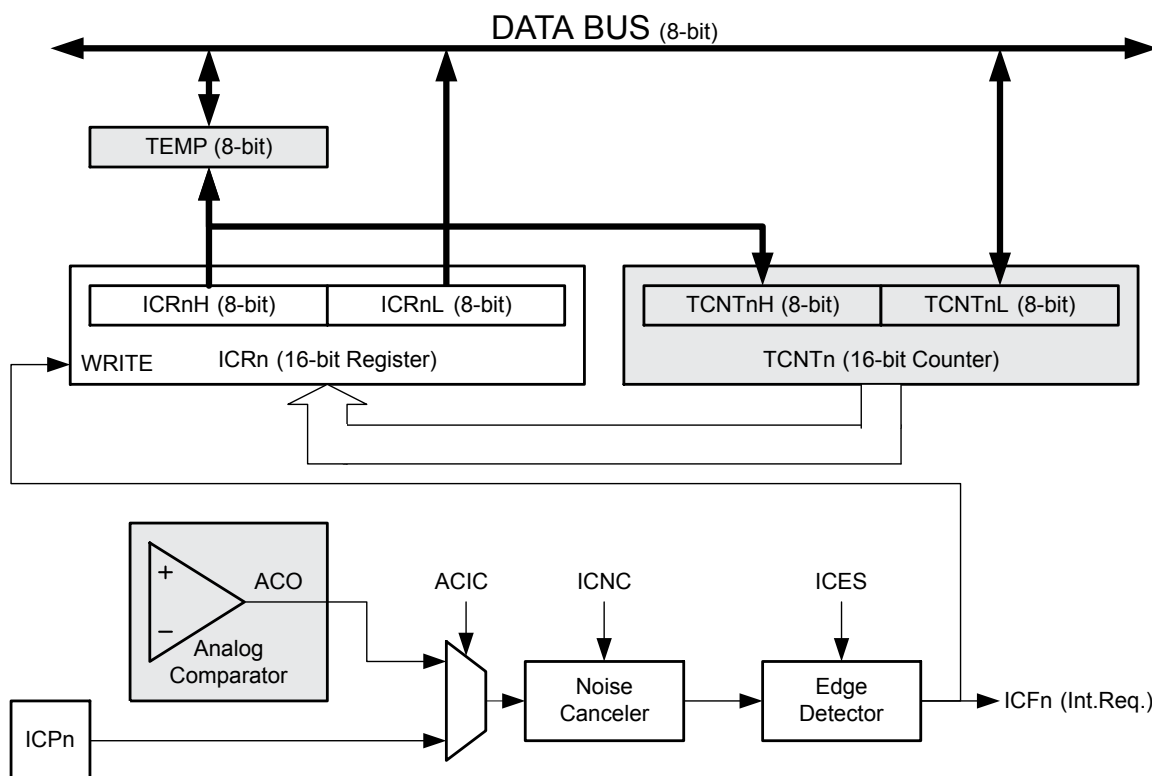 DATA BUS (8-bit)
TEMP (8-bit)
ICRnH (8-bit) ICRnL (8-bit) TCNTnH (8-bit) TCNTnL (8-bit)
WRITE ICRn (16-bit Register) TCNTn (16-bit Counter)
+
ACO ACIC ICNC ICES
−
Analog
Comparator
Noise
Canceler
Edge
Detector
ICFn (Int.Req.)
ICPn